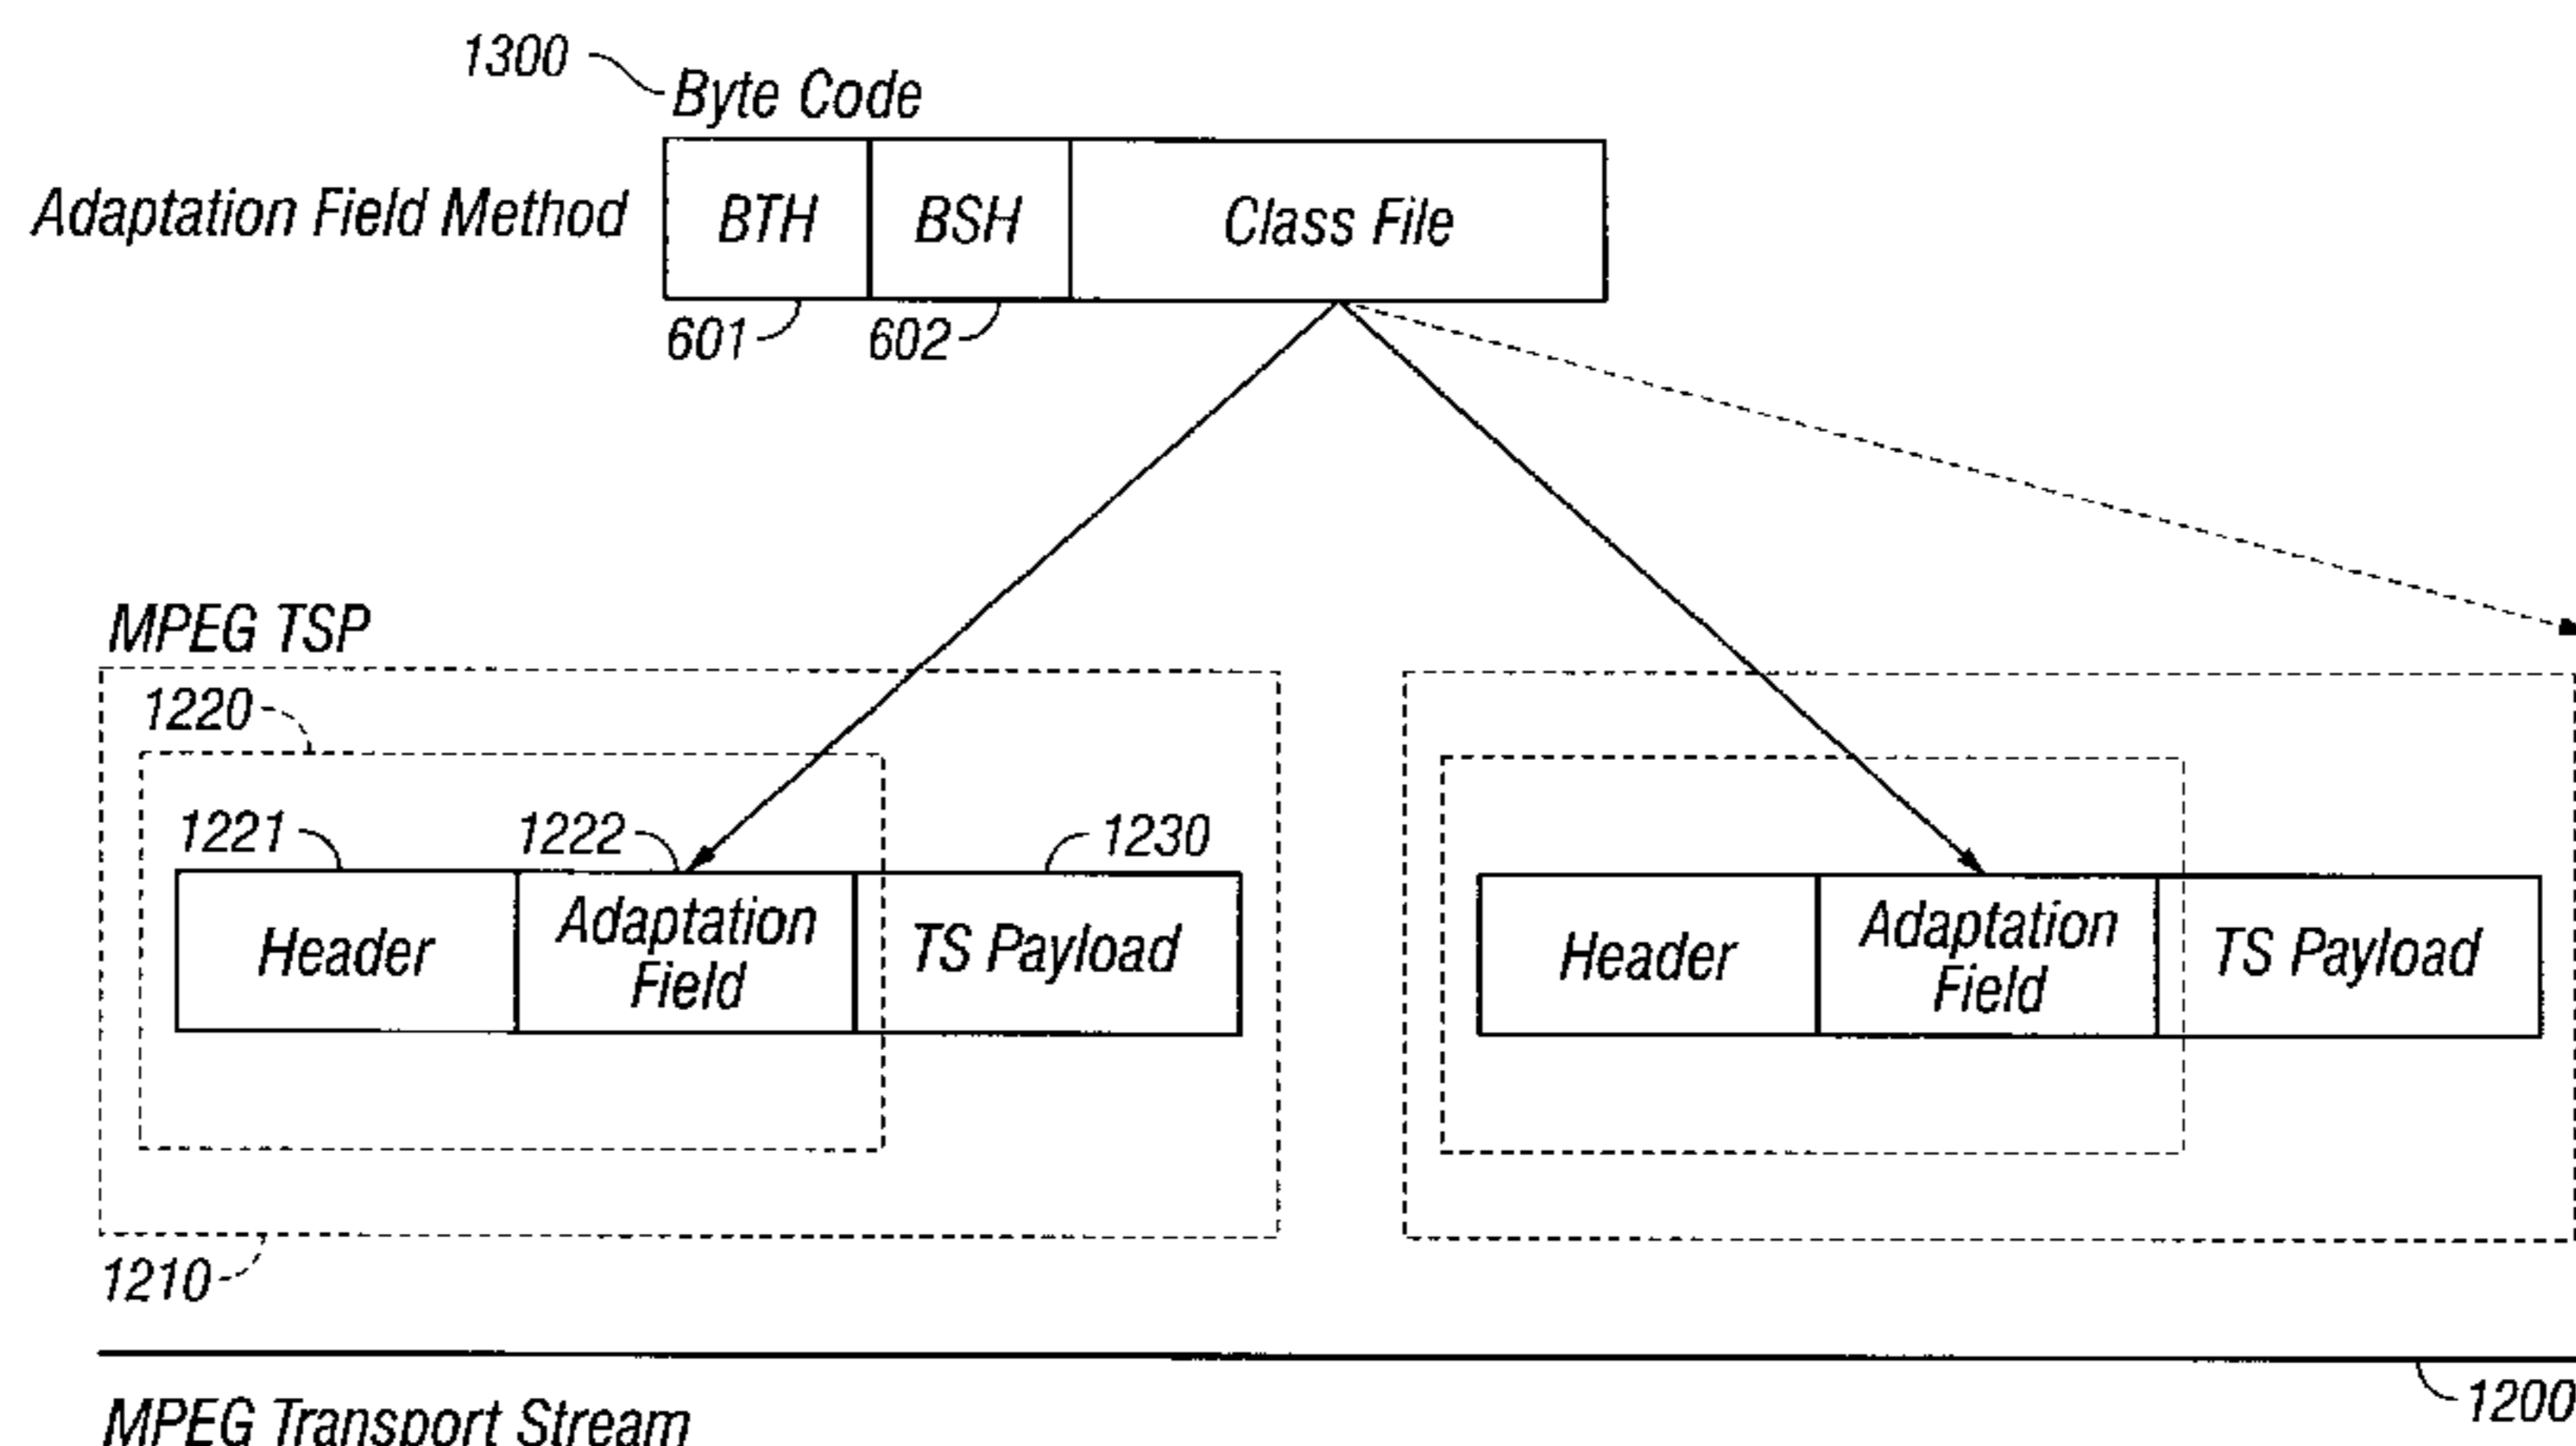 1300
Byte Code
Adaptation Field Method
BTH
BSH
Class File
601
602
MPEG TSP
1220
1221
1222
1230
Header
Adaptation
Field
TS Payload
Header
Adaptation
Field
TS Payload
1210
1200
MPEG Transport Stream